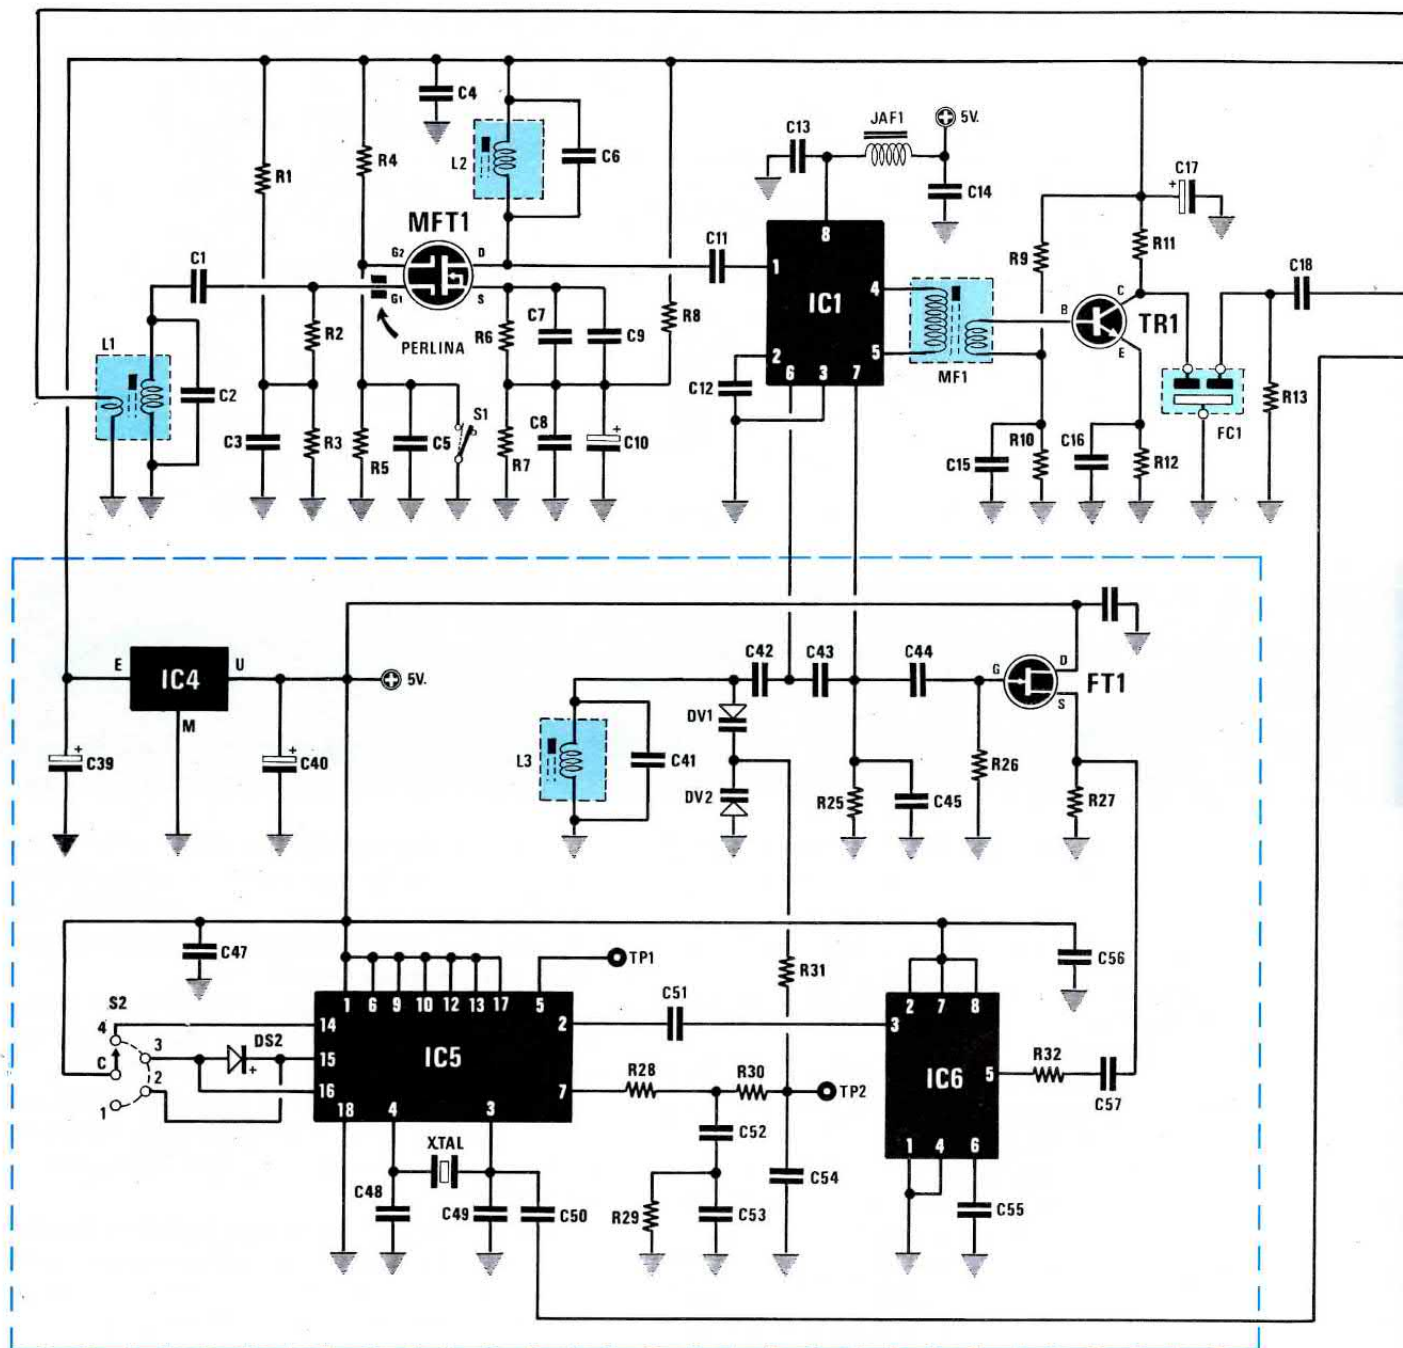 C4
R4
L2
C6
JAF1
5V.
C13
C14
C17
R1
MFT1
G2
D
G1
S
C1
C11
R9
R11
C18
8
1
IC1
4
5
2
6
3
7
B
C
E
TR1
R2
PERLINA
R6
C7
C9
R8
L1
C2
MF1
C12
FC1
R13
C3
R3
R5
C5
S1
R7
C8
+
C10
C15
R10
C16
R12
+
E
IC4
U
M
5V.
+
C39
+
C40
C42
C43
C44
G
D
S
FT1
DV1
L3
C41
DV2
R25
C45
R26
R27
C47
TP1
R31
C56
S2
4
C
3
2
1
DS2
+
1
6
9
10
12
13
17
5
14
15
16
2
7
18
4
3
IC5
C51
2
7
8
3
5
IC6
1
4
6
R32
C57
R28
R30
TP2
XTAL
C48
C49
C50
C52
R29
C53
C54
C55